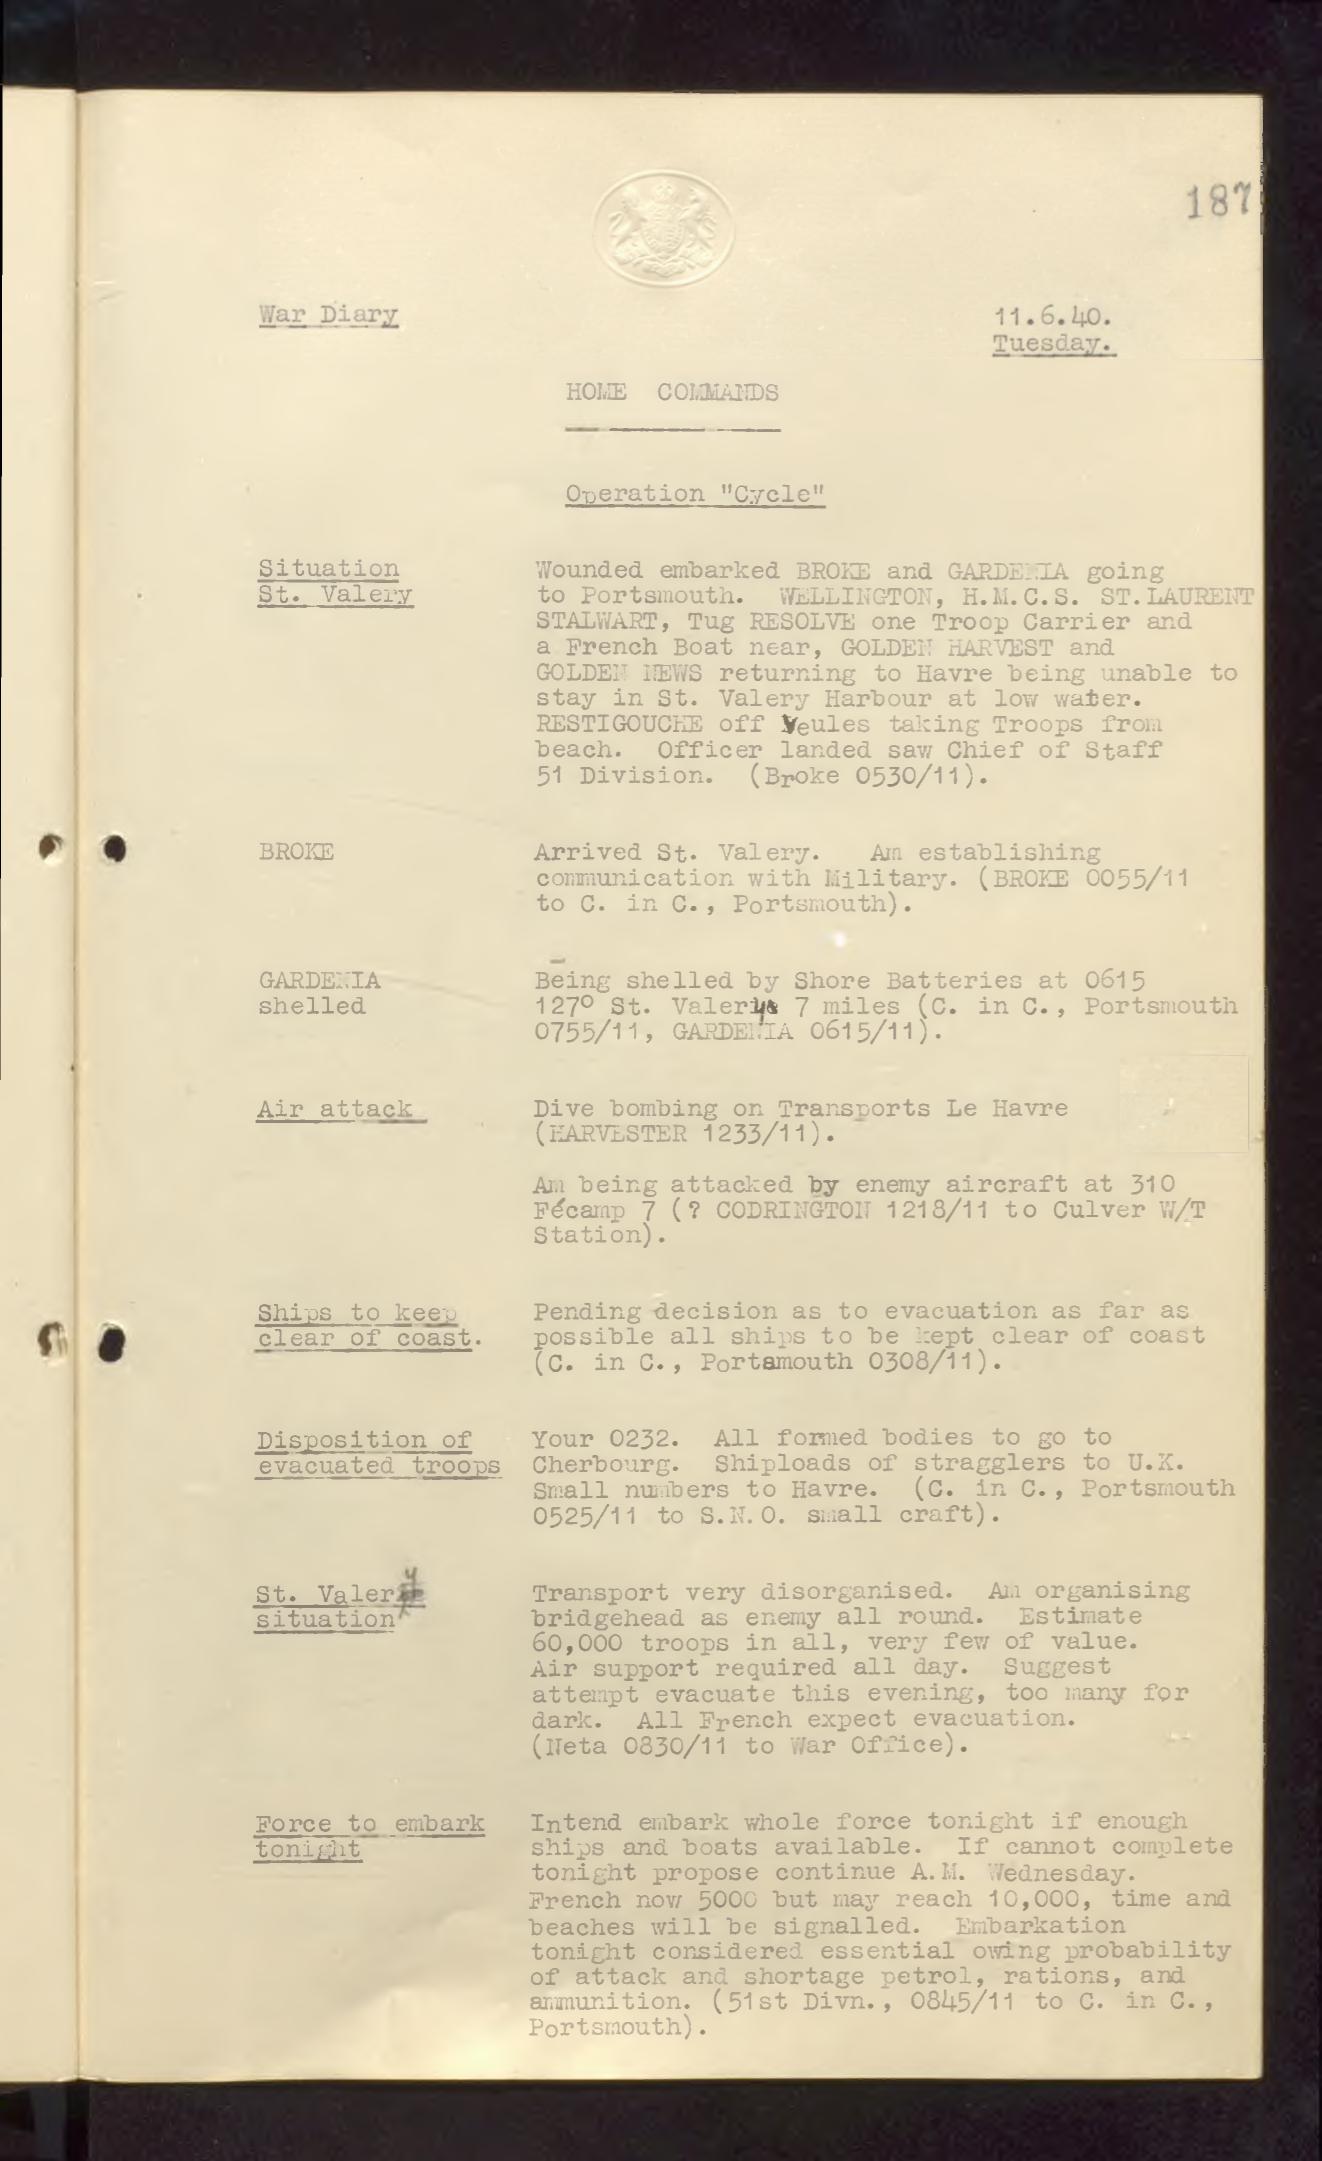 187
War Diary
11.6.40.
Tuesday.
HOME COMMANDS
Operation "Cycle"
Situation
St. Valery
Wounded embarked BROKE and GARDENIA going
to Portsmouth. WELLINGTON, H.M.C.S. ST.LAURENT
STALWART, Tug RESOLVE one Troop Carrier and
a French Boat near, GOLDEN HARVEST and
GOLDEN NEWS returning to Havre being unable to
stay in St. Valery Harbour at low water.
RESTIGOUCHE off Veules taking Troops from
beach. Officer landed saw Chief of Staff
51 Division. (Broke 0530/11).
BROKE
Arrived St. Valery. Am establishing
communication with Military. (BROKE 0055/11
to C. in C., Portsmouth).
GARDENIA
shelled
Being shelled by Shore Batteries at 0615
127° St. Valery 7 miles (C. in C., Portsmouth
0755/11, GARDENIA 0615/11).
Air attack
Dive bombing on Transports Le Havre
(HARVESTER 1233/11).
Am being attacked by enemy aircraft at 310
Fécamp 7 (? CODRINGTON 1218/11 to Culver W/T
Station).
Ships to keep
clear of coast.
Pending decision as to evacuation as far as
possible all ships to be kept clear of coast
(C. in C., Portsmouth 0308/11).
Disposition of
evacuated troops
Your 0232. All formed bodies to go to
Cherbourg. Shiploads of stragglers to U.K.
Small numbers to Havre. (C. in C., Portsmouth
0525/11 to S.N.O. small craft).
St. Valery
situation
Transport very disorganised. Am organising
bridgehead as enemy all round. Estimate
60,000 troops in all, very few of value.
Air support required all day. Suggest
attempt evacuate this evening, too many for
dark. All French expect evacuation.
(Neta 0830/11 to War Office).
Force to embark
tonight
Intend embark whole force tonight if enough
ships and boats available. If cannot complete
tonight propose continue A.M. Wednesday.
French now 5000 but may reach 10,000, time and
beaches will be signalled. Embarkation
tonight considered essential owing probability
of attack and shortage petrol, rations, and
ammunition. (51st Divn., 0845/11 to C. in C.,
Portsmouth).